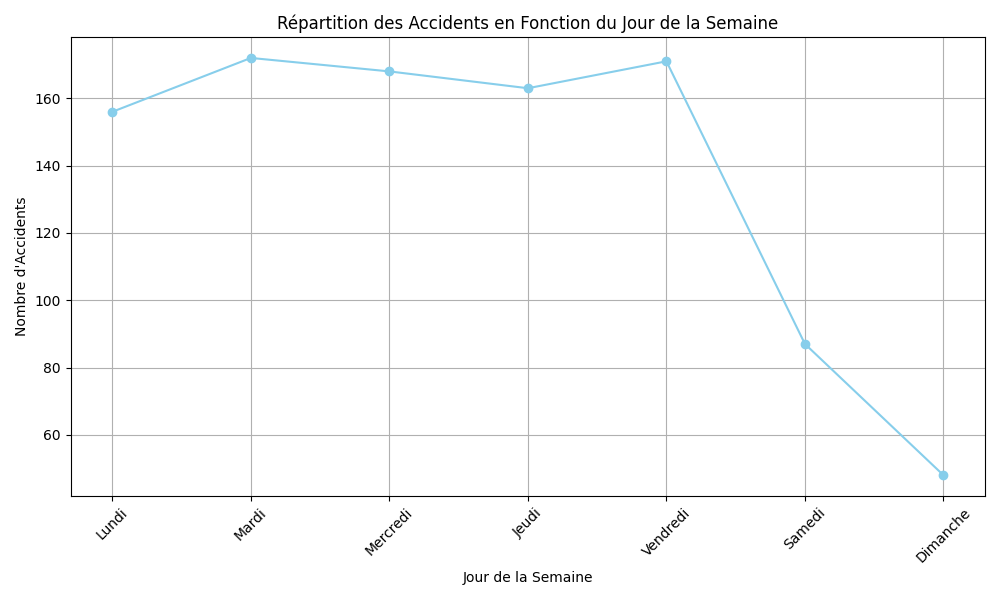 Répartition des Accidents en Fonction du Jour de la Semaine
Nombre d'Accidents
160
140
120
100
80
60
Lundi
Mardi
Mercredi
Jeudi
Vendredi
Samedi
Dimanche
Jour de la Semaine